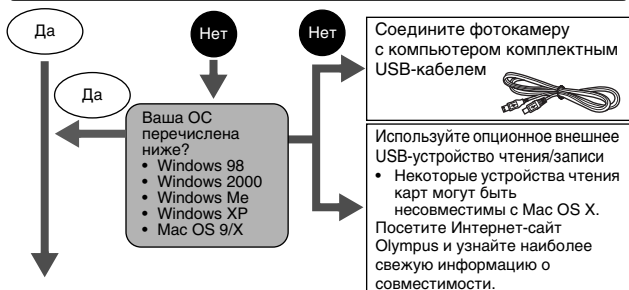 Да
Нет
Нет
Да
Ваша ОС
перечислена
ниже?
• Windows 98
• Windows 2000
• Windows Me
• Windows XP
• Mac OS 9/X
Соедините фотокамеру
с компьютером комплектным
USB-кабелем
Используйте опционное внешнее
USB-устройство чтения/записи
• Некоторые устройства чтения
карт могут быть
несовместимы с Mac OS X.
Посетите Интернет-сайт
Olympus и узнайте наиболее
свежую информацию о
совместимости.